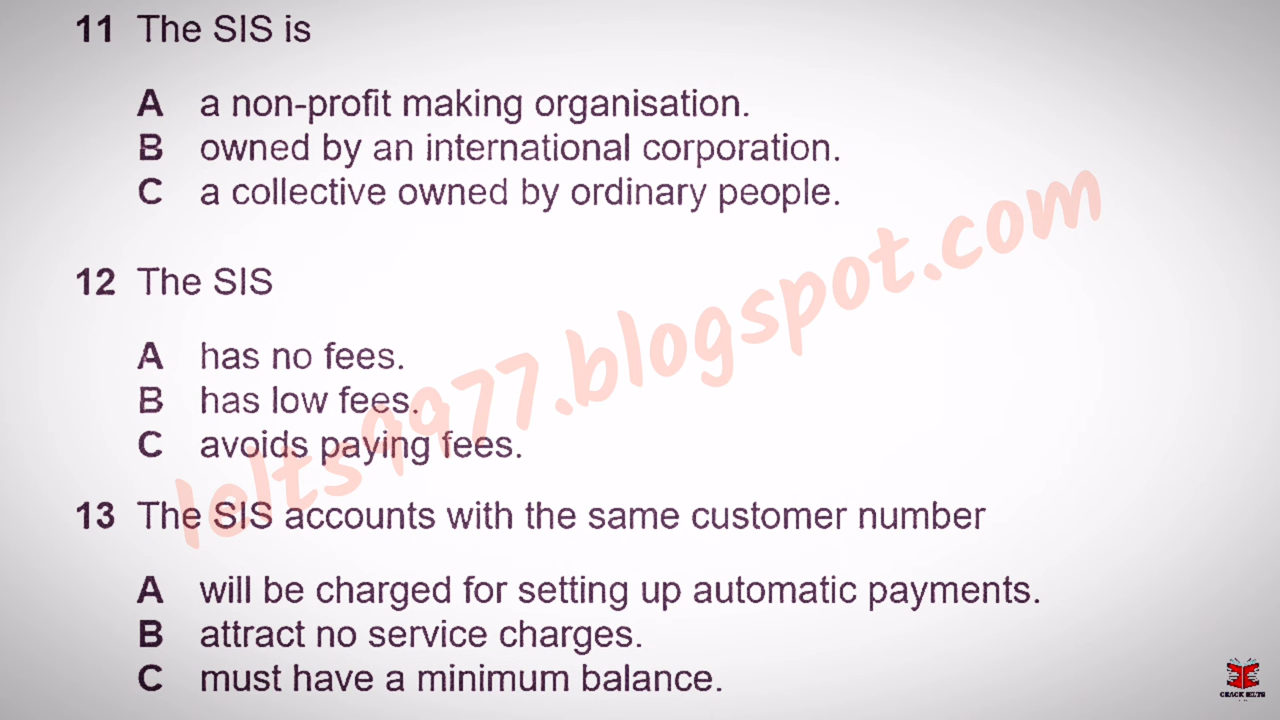 11 The SIS is
A a non-profit making organisation.
B owned by an international corporation.
C a collective owned by ordinary people.
12 The SIS
A has no fees.
B has low fees.
C avoids paying fees.
13 The SIS accounts with the same customer number
A will be charged for setting up automatic payments.
B attract no service charges.
C must have a minimum balance.
Ielts9977.blogspot.com
CRACK IELTS